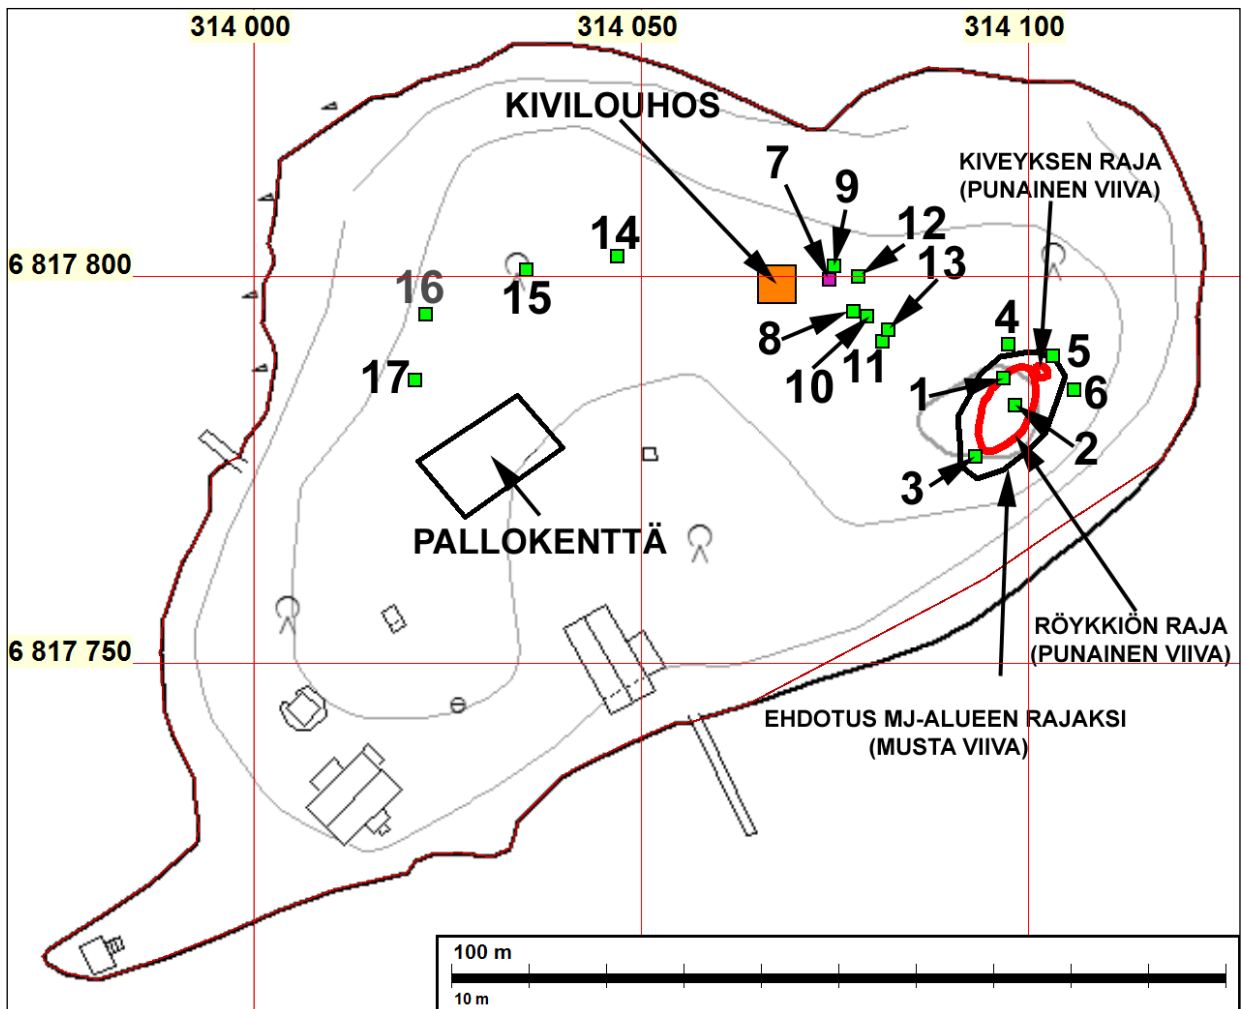 314 000
314 050
314 100
KIVILOUHOS
7
9
KIVEYKSEN RAJA
(PUNAINEN VIIVA)
14
12
13
6 817 800
16
15
8
10
11
4
5
17
1
6
2
3
PALLOKENTTÄ
RÖYKKIÖN RAJA
(PUNAINEN VIIVA)
6 817 750
EHDOTUS MJ-ALUEEN RAJAKSI
(MUSTA VIIVA)
100 m
10 m